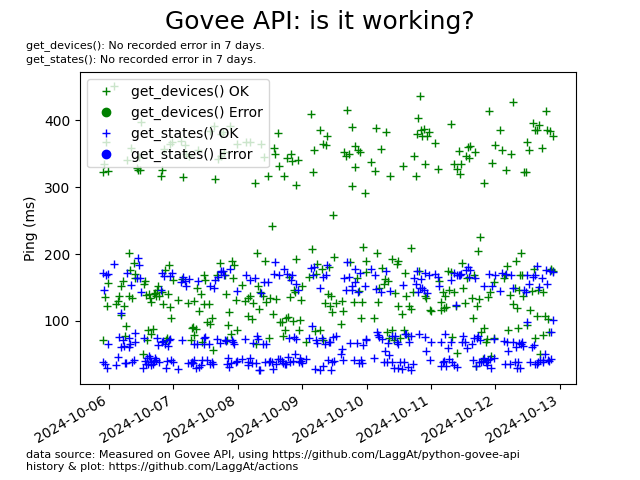 Govee API: is it working?
get_devices(): No recorded error in 7 days.
get_states(): No recorded error in 7 days.
get_devices() OK
get_devices() Error
get_states() OK
get_states() Error
Ping (ms)
400
300
200
100
2024-10-06
2024-10-07
2024-10-08
2024-10-09
2024-10-10
2024-10-11
2024-10-12
2024-10-13
data source: Measured on Govee API, using https://github.com/LaggAt/python-govee-api
history & plot: https://github.com/LaggAt/actions